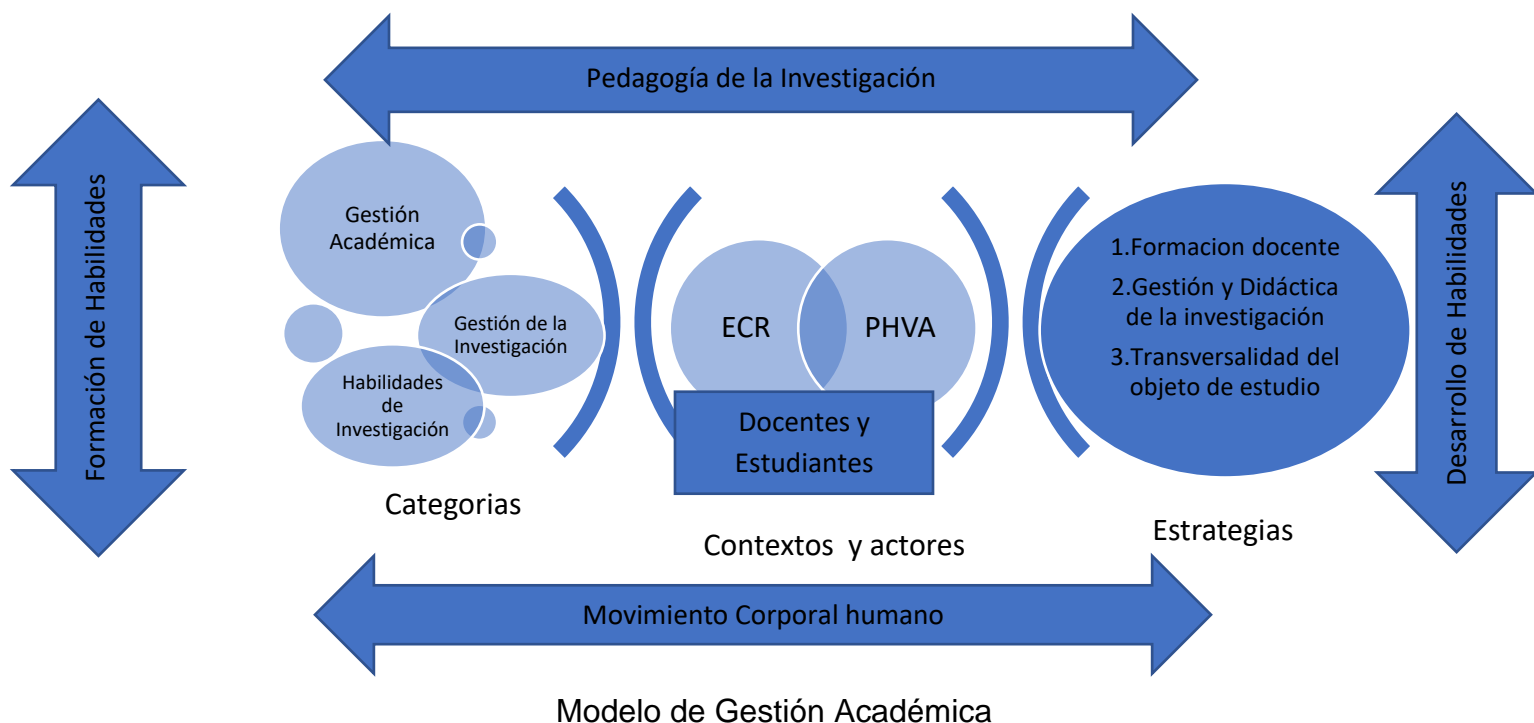 Pedagogía de la Investigación
Formación de Habilidades
Gestión
Académica
Gestión de la
Investigación
Habilidades
de
Investigación
Categorias
ECR
PHVA
Docentes y
Estudiantes
Contextos y actores
1.Formacion docente
2.Gestión y Didáctica
de la investigación
3.Transversalidad del
objeto de estudio
Estrategias
Desarrollo de Habilidades
Movimiento Corporal humano
Modelo de Gestión Académica